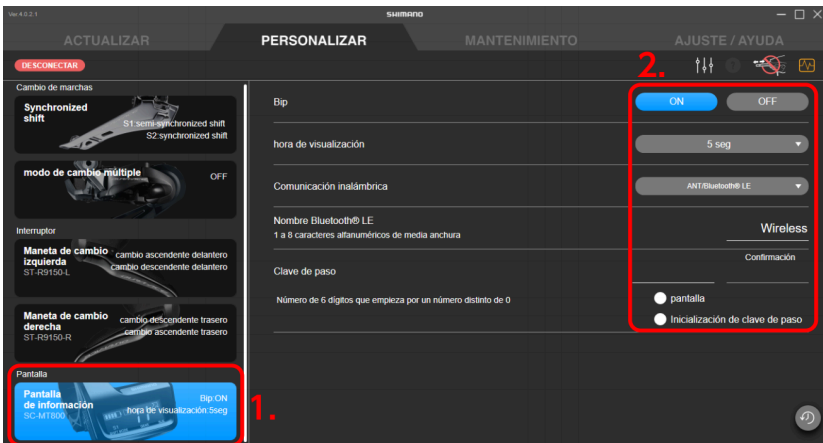 Ver.4.0.2.1
SHIMANO
ACTUALIZAR
PERSONALIZAR
MANTENIMIENTO
AJUSTE / AYUDA
DESCONECTAR
2.
Cambio de marchas
Synchronized
shift
S1:semi-synchronized shift
S2:synchronized shift
modo de cambio múltiple
OFF
Interruptor
Maneta de cambio
izquierda
ST-R9150-L
cambio ascendente delantero
cambio descendente delantero
Maneta de cambio
derecha
ST-R9150-R
cambio descendente trasero
cambio ascendente trasero
Pantalla
Pantalla
de información
SC-MT800
Bip:ON
hora de visualización:5seg
1.
Bip
ON
OFF
hora de visualización
5 seg
Comunicación inalámbrica
ANT/Bluetooth® LE
Nombre Bluetooth® LE
1 a 8 caracteres alfanuméricos de media anchura
Wireless
Confirmación
Clave de paso
Número de 6 dígitos que empieza por un número distinto de 0
pantalla
Inicialización de clave de paso